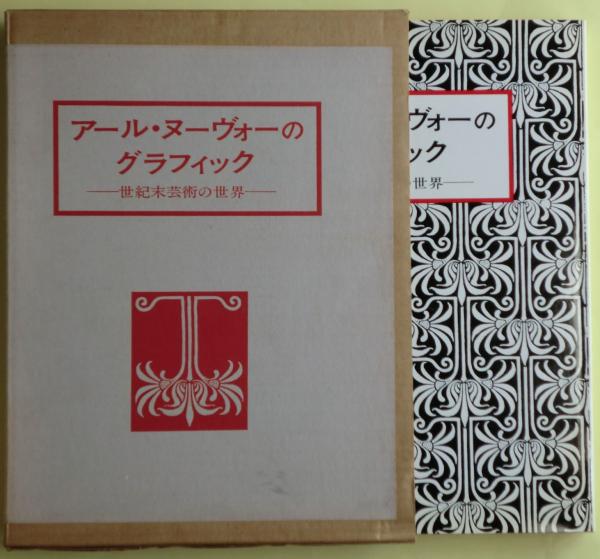 アール・ヌーヴォーの
グラフィック
―世紀末芸術の世界―
ヴォーの
ック
の世界―